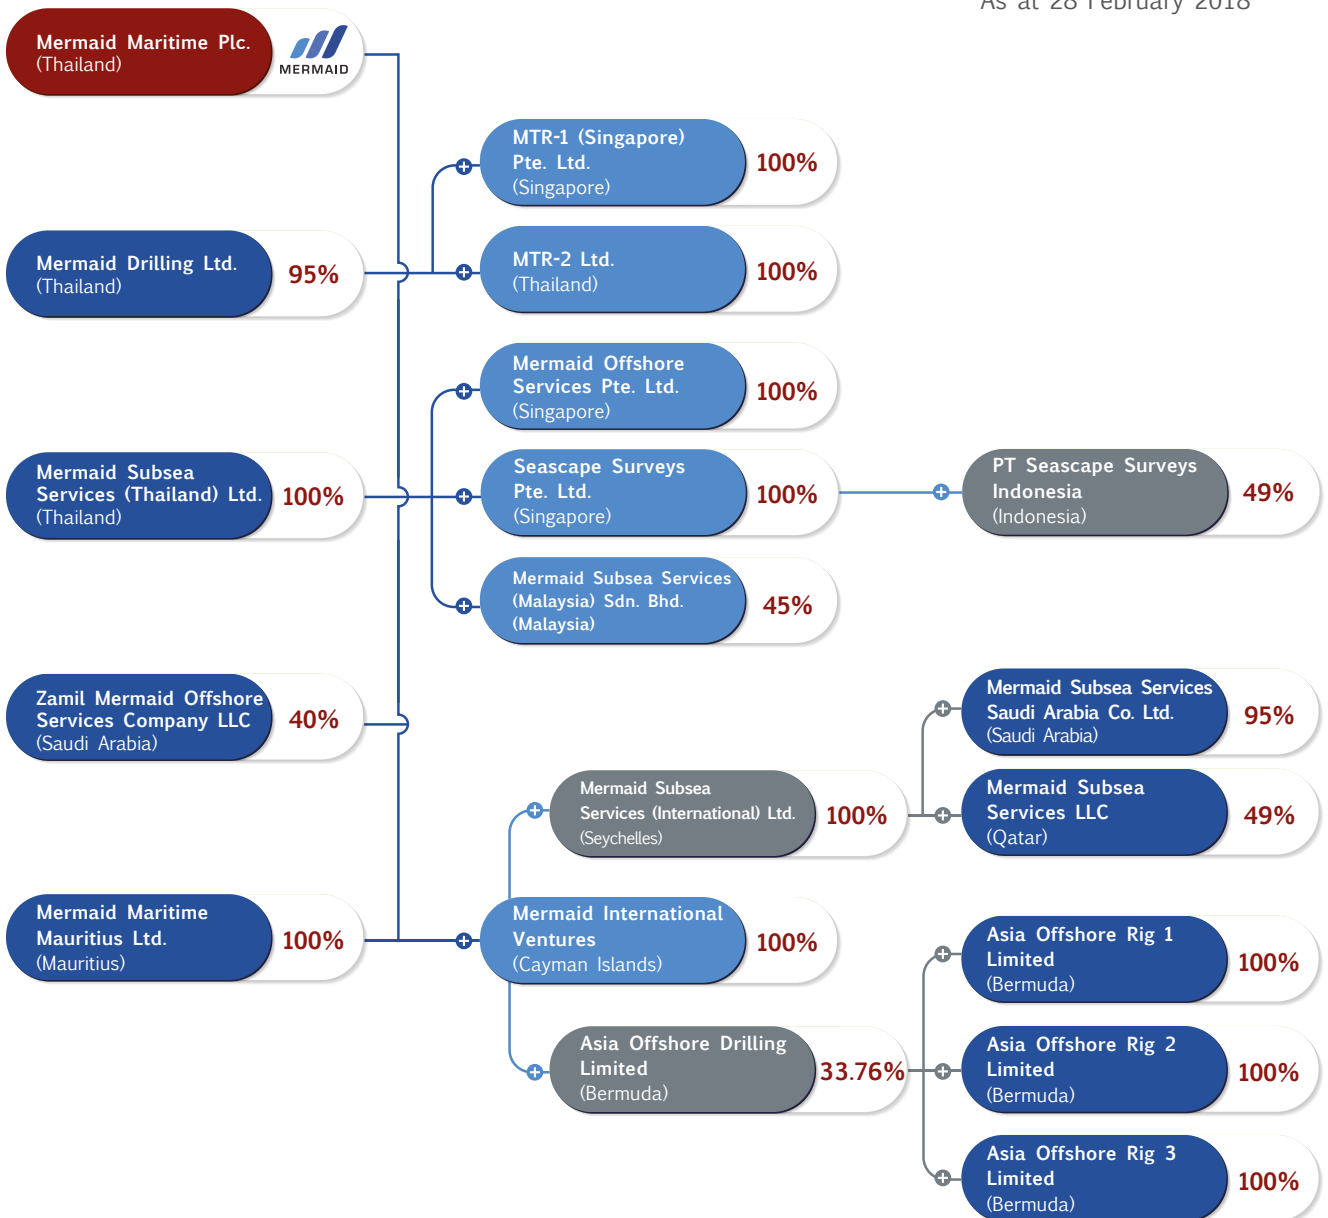 As at 28 February 2018
Mermaid Maritime Plc.
(Thailand)
MERMAID
MTR-1 (Singapore)
Pte. Ltd.
(Singapore)
100%
Mermaid Drilling Ltd.
(Thailand)
95%
MTR-2 Ltd.
(Thailand)
100%
Mermaid Offshore
Services Pte. Ltd.
(Singapore)
100%
Mermaid Subsea
Services (Thailand) Ltd.
(Thailand)
100%
Seascape Surveys
Pte. Ltd.
(Singapore)
100%
PT Seascape Surveys
Indonesia
(Indonesia)
49%
Mermaid Subsea Services
(Malaysia) Sdn. Bhd.
(Malaysia)
45%
Zamil Mermaid Offshore
Services Company LLC
(Saudi Arabia)
40%
Mermaid Subsea Services
Saudi Arabia Co. Ltd.
(Saudi Arabia)
95%
Mermaid Subsea
Services (International) Ltd.
(Seychelles)
100%
Mermaid Subsea
Services LLC
(Qatar)
49%
Mermaid Maritime
Mauritius Ltd.
(Mauritius)
100%
Mermaid International
Ventures
(Cayman Islands)
100%
Asia Offshore Rig 1
Limited
(Bermuda)
100%
Asia Offshore Drilling
Limited
(Bermuda)
33.76%
Asia Offshore Rig 2
Limited
(Bermuda)
100%
Asia Offshore Rig 3
Limited
(Bermuda)
100%